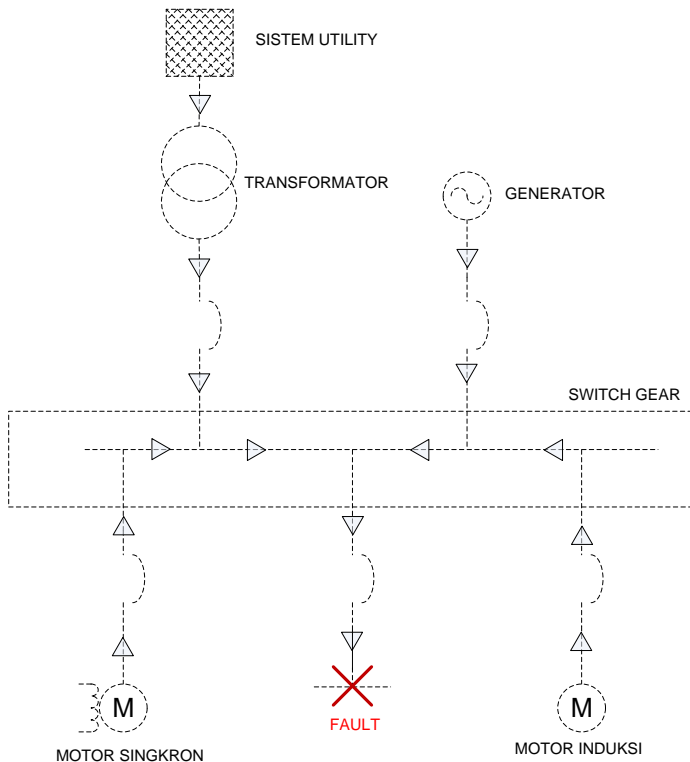 SISTEM UTILITY
TRANSFORMATOR
GENERATOR
SWITCH GEAR
M
M
FAULT
MOTOR SINGKRON
MOTOR INDUKSI